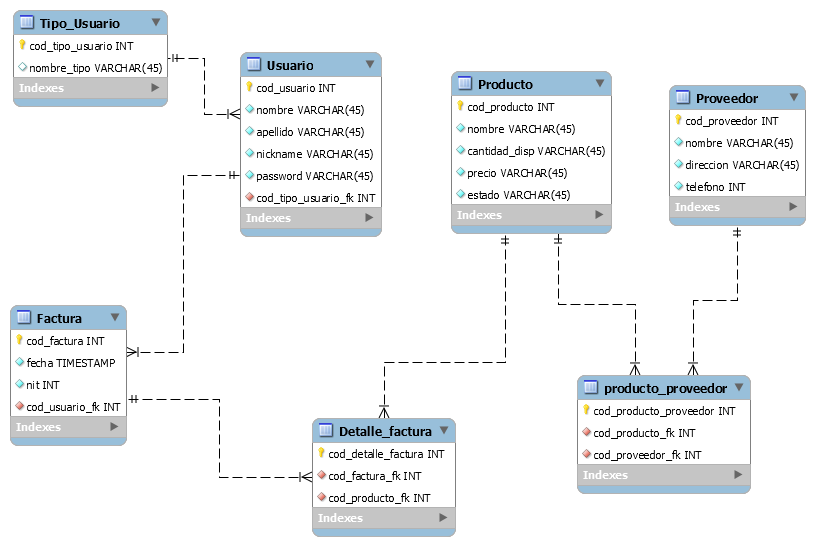 Tipo_Usuario
cod_tipo_usuario INT
nombre_tipo VARCHAR(45)
Indexes
Usuario
cod_usuario INT
nombre VARCHAR(45)
apellido VARCHAR(45)
nickname VARCHAR(45)
password VARCHAR(45)
cod_tipo_usuario_fk INT
Indexes
Producto
cod_producto INT
nombre VARCHAR(45)
cantidad_disp VARCHAR(45)
precio VARCHAR(45)
estado VARCHAR(45)
Indexes
Proveedor
cod_proveedor INT
nombre VARCHAR(45)
direccion VARCHAR(45)
telefono INT
Indexes
Factura
cod_factura INT
fecha TIMESTAMP
nit INT
cod_usuario_fk INT
Indexes
Detalle_factura
cod_detalle_factura INT
cod_factura_fk INT
cod_producto_fk INT
Indexes
producto_proveedor
cod_producto_proveedor INT
cod_producto_fk INT
cod_proveedor_fk INT
Indexes